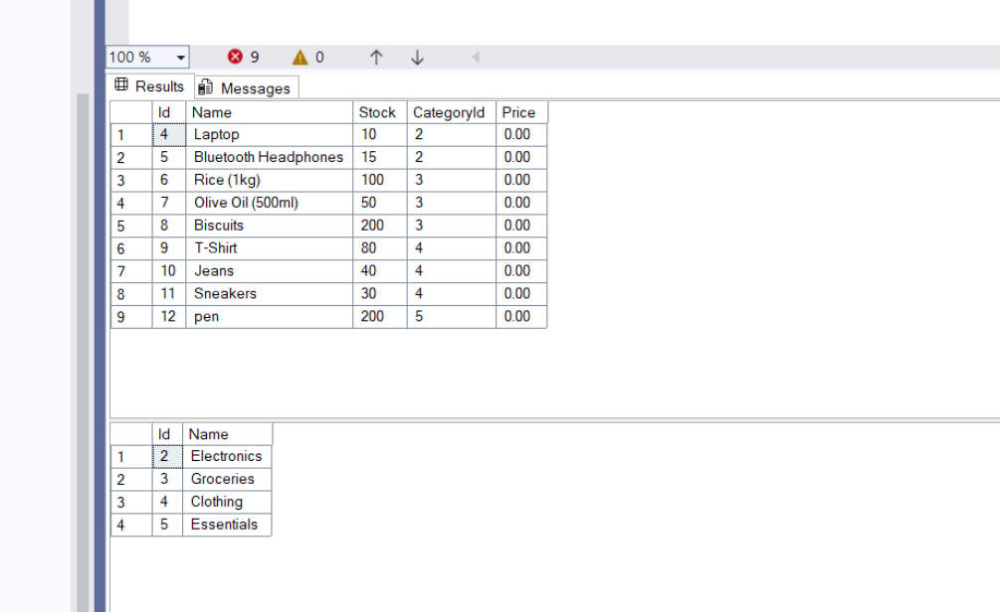 100 % 9 0
Results Messages
Id Name Stock CategoryId Price
1 4 Laptop 10 2 0.00
2 5 Bluetooth Headphones 15 2 0.00
3 6 Rice (1kg) 100 3 0.00
4 7 Olive Oil (500ml) 50 3 0.00
5 8 Biscuits 200 3 0.00
6 9 T-Shirt 80 4 0.00
7 10 Jeans 40 4 0.00
8 11 Sneakers 30 4 0.00
9 12 pen 200 5 0.00
Id Name
1 2 Electronics
2 3 Groceries
3 4 Clothing
4 5 Essentials